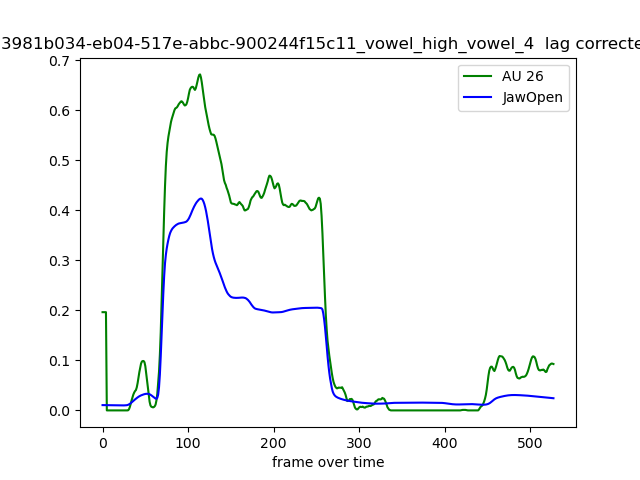 3981b034-eb04-517e-abbc-900244f15c11_vowel_high_vowel_4 lag correcte
0.7
AU 26
JawOpen
0.6
0.5
0.4
0.3
0.2
0.1
0.0
0 100 200 300 400 500
frame over time